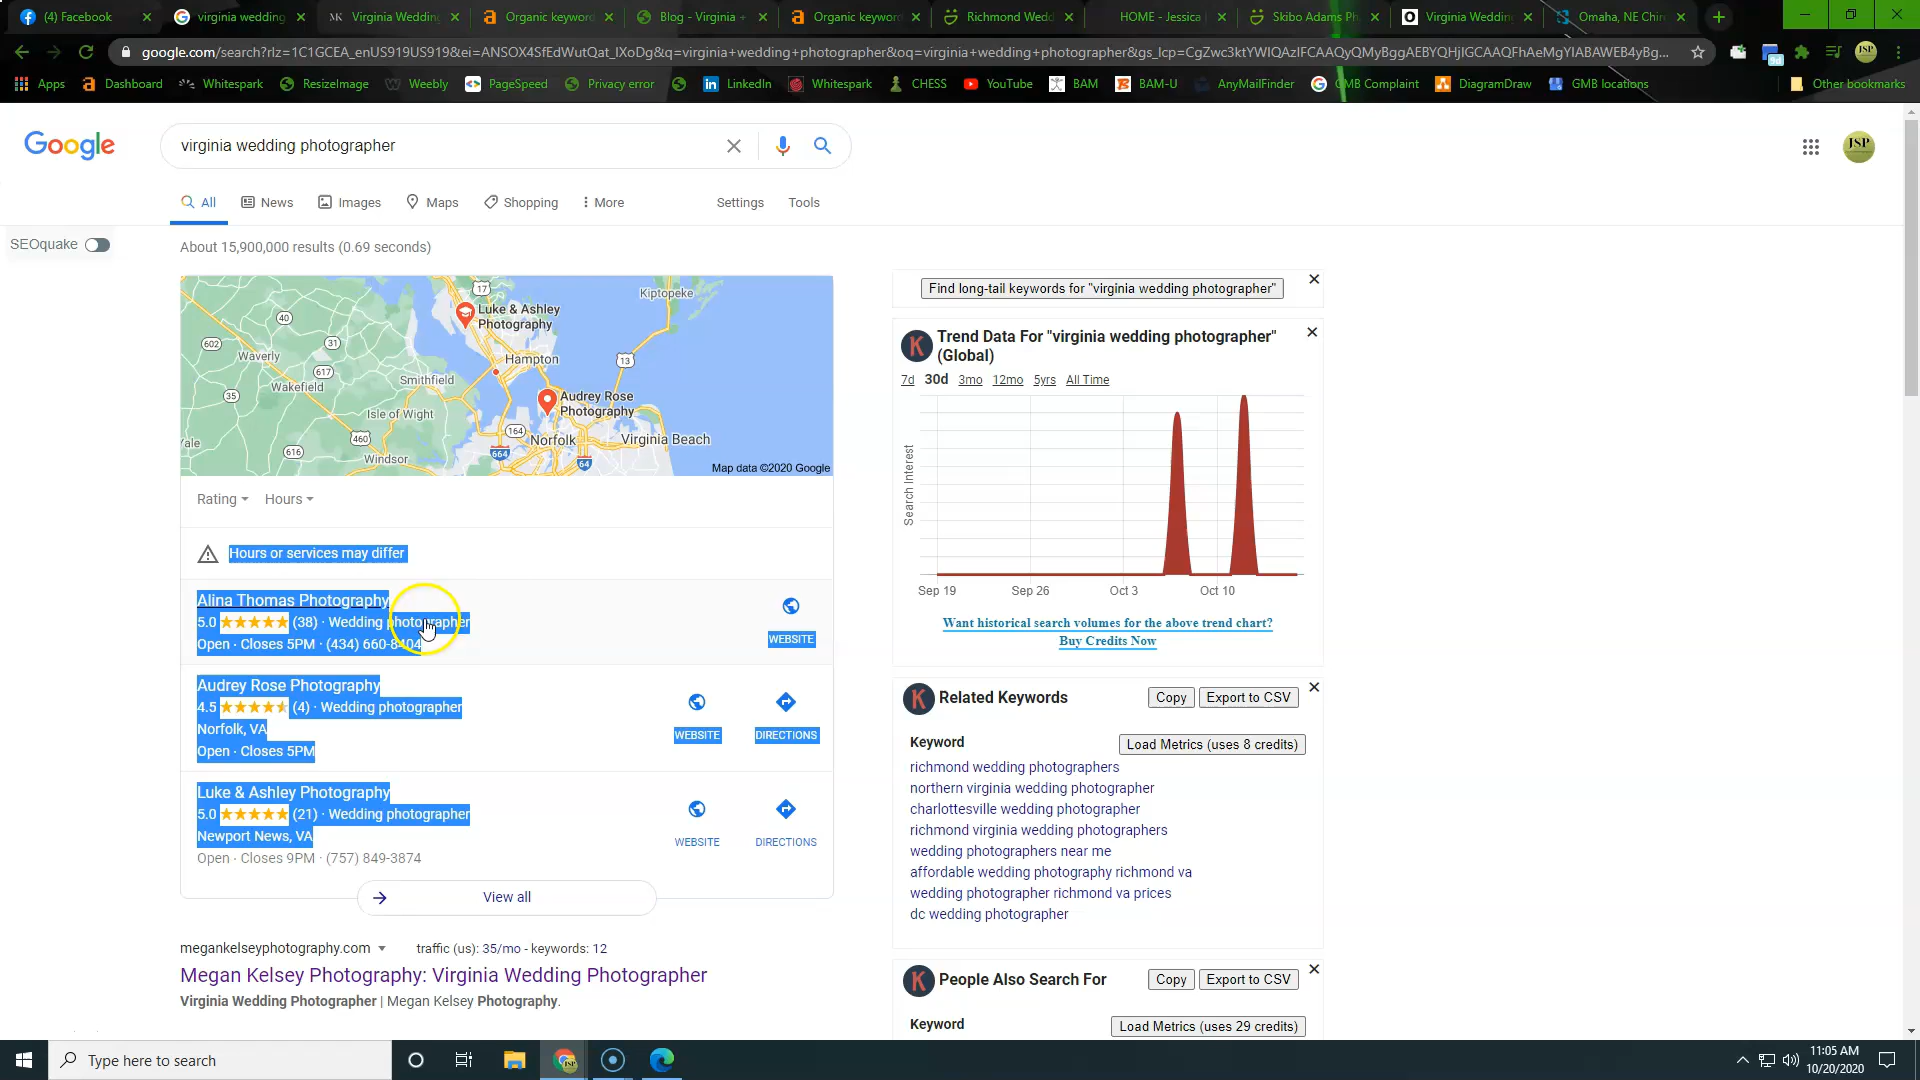 (4) Facebook
virginia wedding
Virginia Weddin
Organic keyword
Blog - Virginia
Organic keyword
Richmond Wedd
HOME - Jessica
Skibo Adams Ph
Virginia Weddin
Omaha, NE Chir
google.com/search?rlz=1C1GCEA_enUS919US919&ei=ANSOX4SfEdWutQat_IXoDg&q=virginia+wedding+photographer&oq=virginia+wedding+photographer&gs_lcp=CgZwc3ktYWIQAzIFCAAQyQMyBggAEBYQHjIGCAAQFhAeMgYIABAWEB4yBg...
Apps
Dashboard
Whitespark
ResizeImage
Weebly
PageSpeed
Privacy error
LinkedIn
Whitespark
CHESS
YouTube
BAM
BAM-U
AnyMailFinder
GMB Complaint
DiagramDraw
GMB locations
Other bookmarks
Google
virginia wedding photographer
JSP
All
News
Images
Maps
Shopping
More
Settings
Tools
SEOquake
About 15,900,000 results (0.69 seconds)
17
Kiptopeke
Luke & Ashley
Photography
40
602
31
Waverly
Hampton
13
617
Smithfield
Wakefield
35
Audrey Rose
Photography
Isle of Wight
164
460
Norfolk
Virginia Beach
616
Windsor
664
64
Map data ©2020 Google
Rating
Hours
Hours or services may differ
Alina Thomas Photography
5.0 (38) · Wedding photographer
Open · Closes 5PM · (434) 660-8404
WEBSITE
Audrey Rose Photography
4.5 (4) · Wedding photographer
Norfolk, VA
Open · Closes 5PM
WEBSITE
DIRECTIONS
Luke & Ashley Photography
5.0 (21) · Wedding photographer
Newport News, VA
Open · Closes 9PM · (757) 849-3874
WEBSITE
DIRECTIONS
View all
megankelseyphotography.com traffic (us): 35/mo - keywords: 12
Megan Kelsey Photography: Virginia Wedding Photographer
Virginia Wedding Photographer | Megan Kelsey Photography.
Find long-tail keywords for "virginia wedding photographer"
Trend Data For "virginia wedding photographer"
(Global)
7d 30d 3mo 12mo 5yrs All Time
Search Interest
Sep 19 Sep 26 Oct 3 Oct 10
Want historical search volumes for the above trend chart?
Buy Credits Now
Related Keywords
Copy
Export to CSV
Keyword
Load Metrics (uses 8 credits)
richmond wedding photographers
northern virginia wedding photographer
charlottesville wedding photographer
richmond virginia wedding photographers
wedding photographers near me
affordable wedding photography richmond va
wedding photographer richmond va prices
dc wedding photographer
People Also Search For
Copy
Export to CSV
Keyword
Load Metrics (uses 29 credits)
Type here to search
11:05 AM
10/20/2020